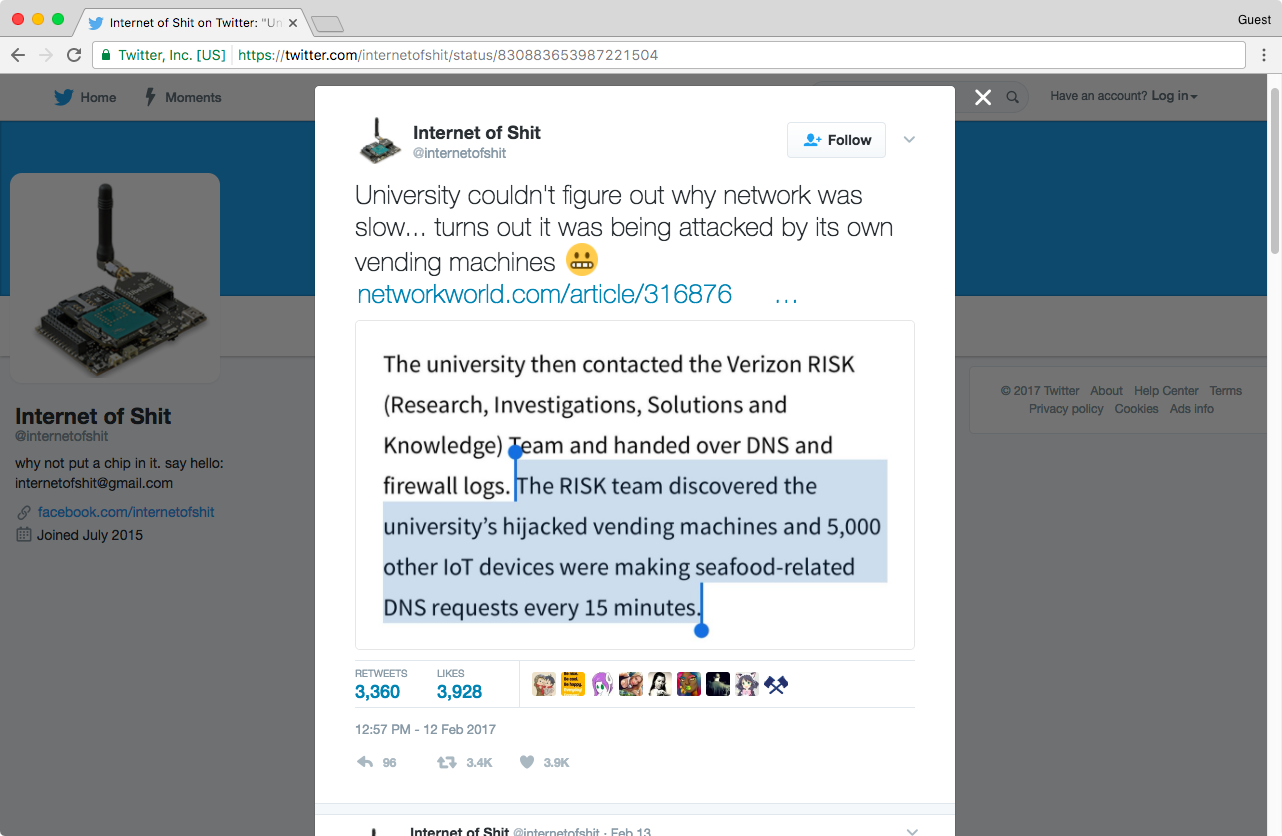 Internet of Shit on Twitter: "Un
Guest
Twitter, Inc. [US] https://twitter.com/internetofshit/status/830883653987221504
Home Moments
Have an account? Log in
Internet of Shit
@internetofshit
Follow
University couldn't figure out why network was
slow... turns out it was being attacked by its own
vending machines 😬
networkworld.com/article/316876 ...
The university then contacted the Verizon RISK
(Research, Investigations, Solutions and
Knowledge) Team and handed over DNS and
firewall logs. The RISK team discovered the
university's hijacked vending machines and 5,000
other IoT devices were making seafood-related
DNS requests every 15 minutes.
RETWEETS LIKES
3,360 3,928
12:57 PM - 12 Feb 2017
96 3.4K 3.9K
Internet of Shit @internetofshit · Feb 13
Internet of Shit
@internetofshit
why not put a chip in it. say hello:
internetofshit@gmail.com
facebook.com/internetofshit
Joined July 2015
© 2017 Twitter About Help Center Terms
Privacy policy Cookies Ads info